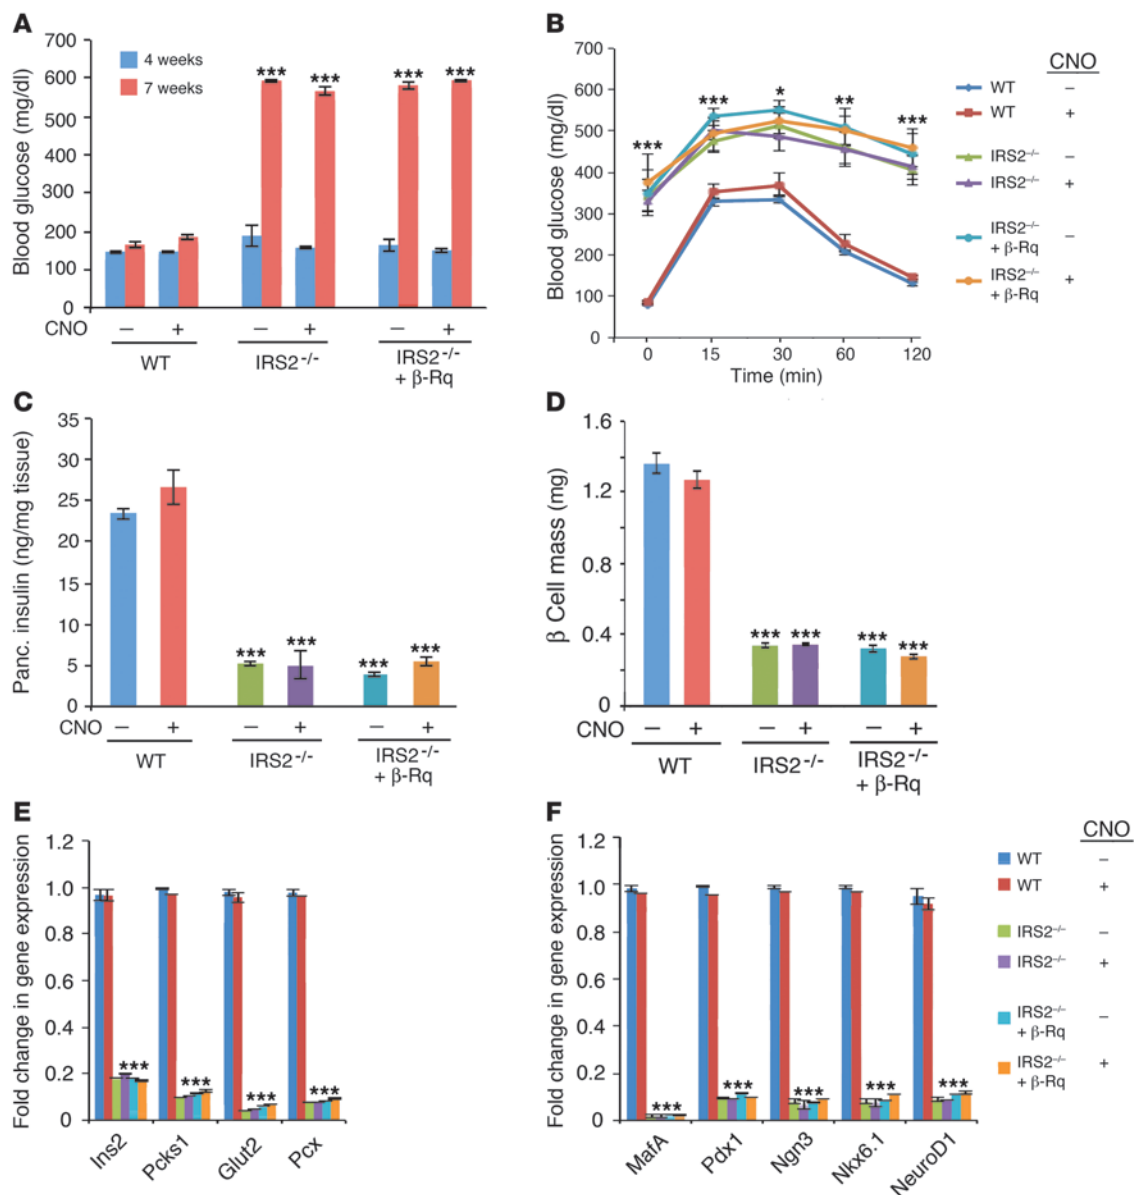 A
Blood glucose (mg/dl)
700
600
500
400
300
200
100
0
4 weeks
7 weeks
***
***
***
***
CNO − + − + − +
WT IRS2-/- IRS2-/-
+ β-Rq
B
Blood glucose (mg/dl)
700
600
500
400
300
200
100
0
***
***
*
**
***
0 15 30 60 120
Time (min)
CNO
WT −
WT +
IRS2-/- −
IRS2-/- +
IRS2-/- −
+ β-Rq
IRS2-/- +
+ β-Rq
C
Panc. insulin (ng/mg tissue)
35
30
25
20
15
10
5
0
***
***
***
***
CNO − + − + − +
WT IRS2-/- IRS2-/-
+ β-Rq
D
β Cell mass (mg)
1.6
1.2
0.8
0.4
0
*** *** *** ***
CNO − + − + − +
WT IRS2-/- IRS2-/-
+ β-Rq
E
Fold change in gene expression
1.2
1.0
0.8
0.6
0.4
0.2
0
*** *** *** ***
Ins2 Pcks1 Glut2 Pcx
F
Fold change in gene expression
1.2
1.0
0.8
0.6
0.4
0.2
0
*** *** *** *** ***
MafA Pdx1 Ngn3 Nkx6.1 NeuroD1
CNO
WT −
WT +
IRS2-/- −
IRS2-/- +
IRS2-/- −
+ β-Rq
IRS2-/- +
+ β-Rq